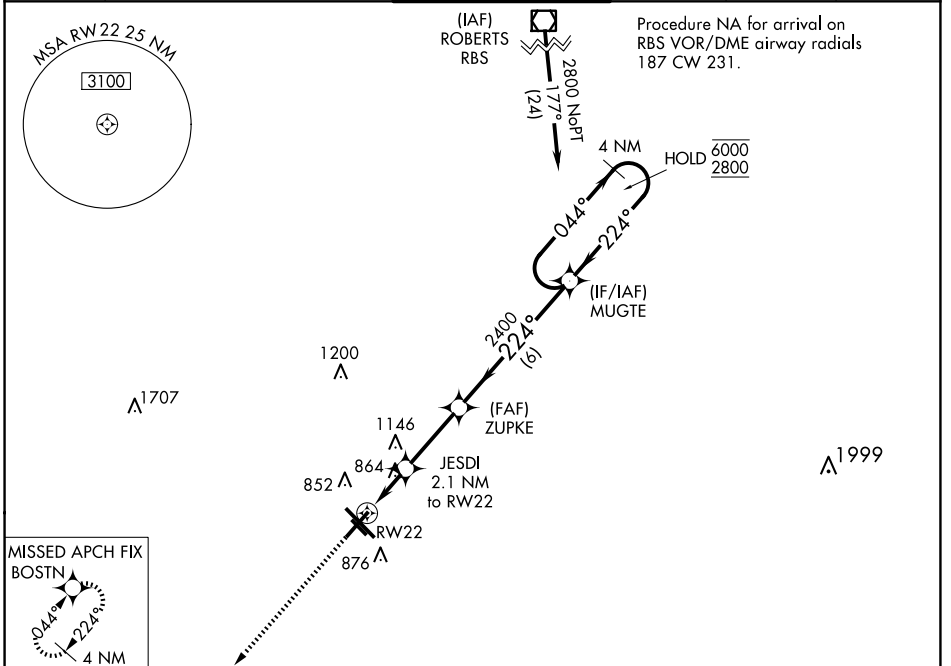 MSA RW22 25 NM
3100
(IAF)
ROBERTS
RBS
Procedure NA for arrival on
RBS VOR/DME airway radials
187 CW 231.
2800 NoPT
177°
(24)
4 NM
HOLD 6000
2800
044°
224°
(IF/IAF)
MUGTE
2400
224°
(6)
1200
1707
(FAF)
ZUPKE
1146
864
JESDI
2.1 NM
to RW22
852
1999
RW22
876
MISSED APCH FIX
BOSTN
044°
224°
4 NM